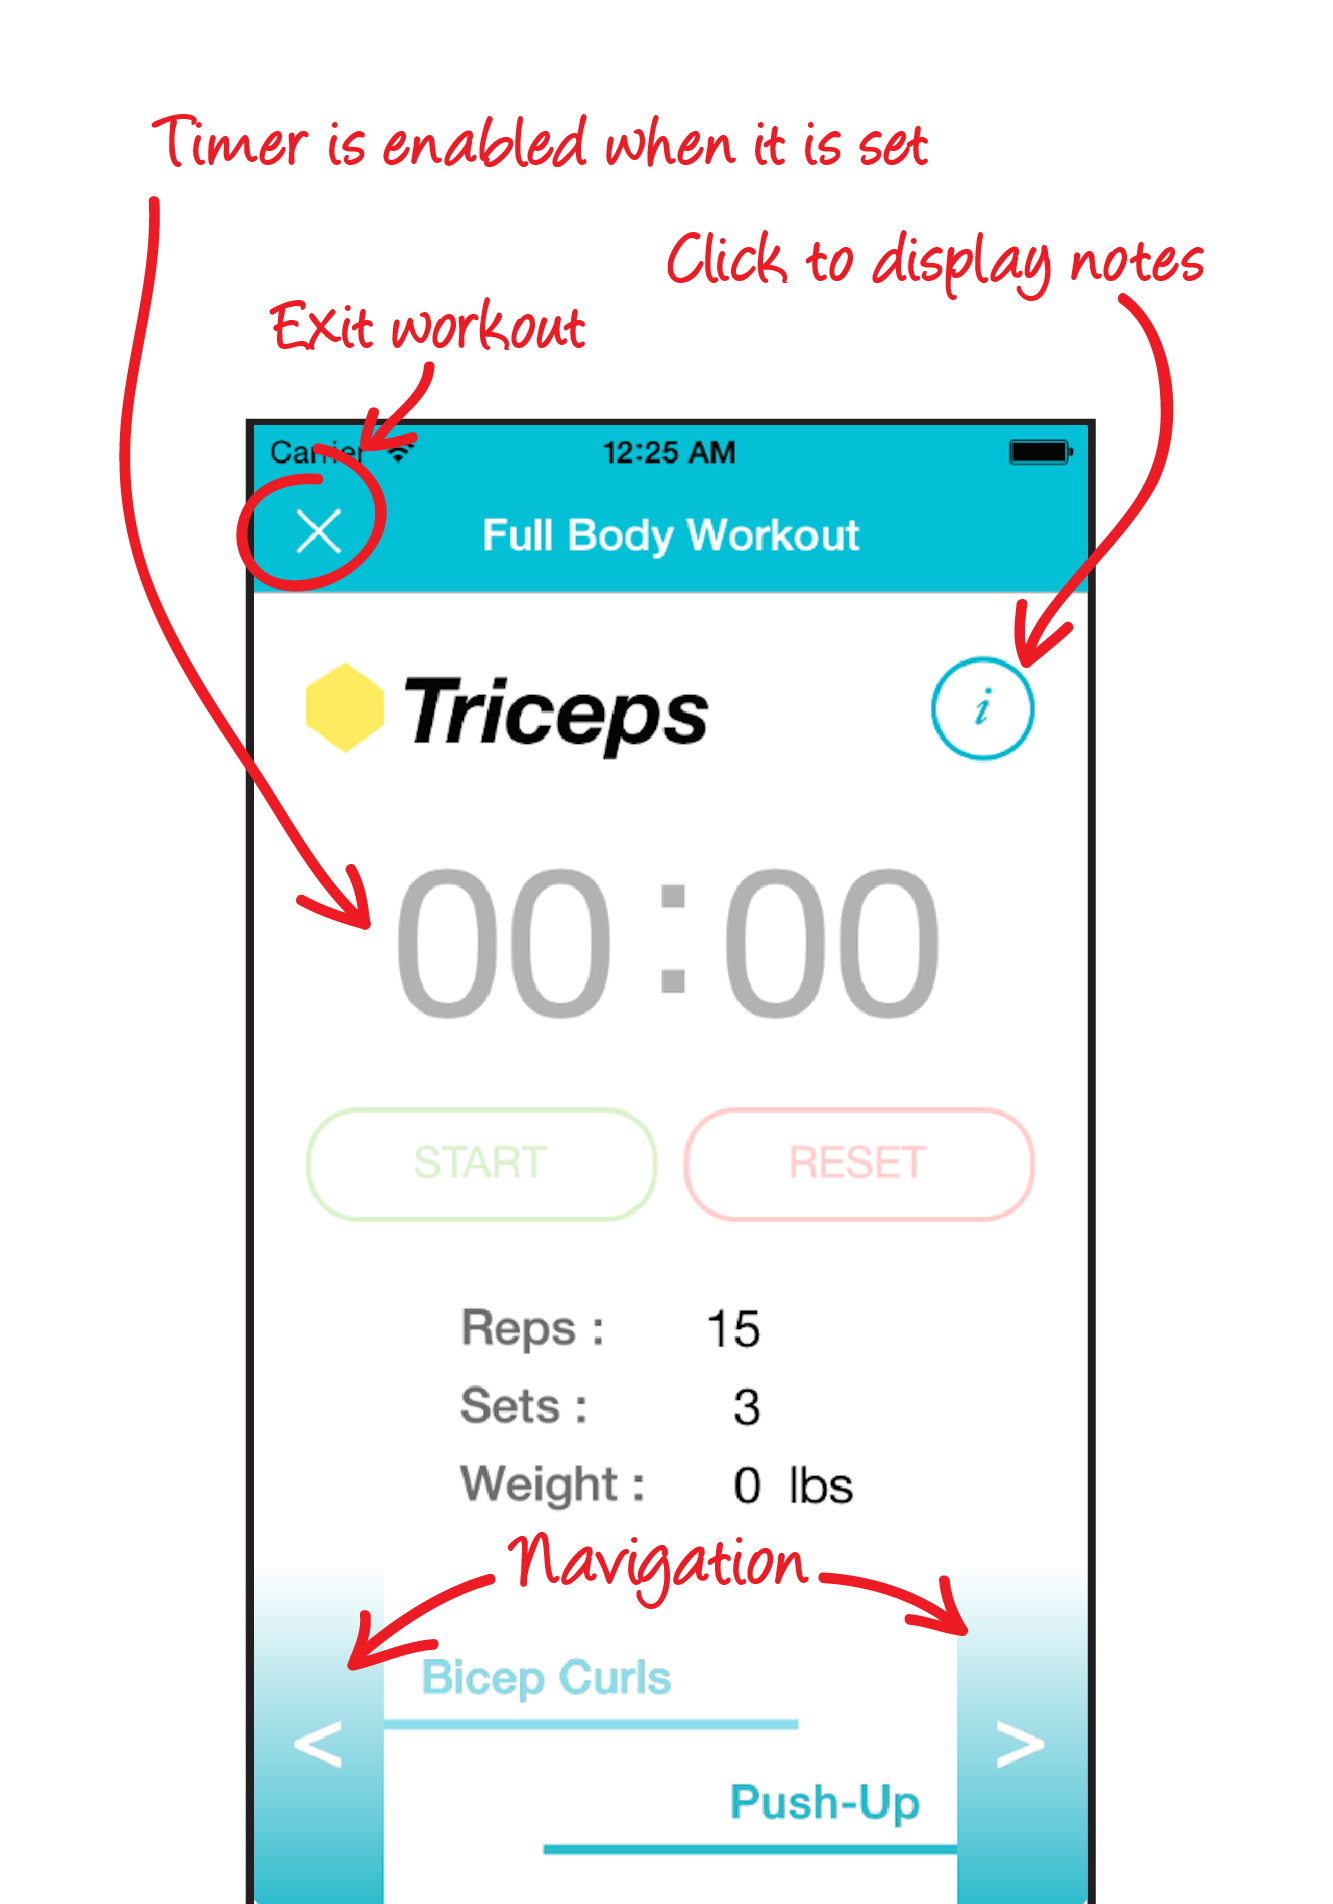 Timer is enabled when it is set
Click to display notes
Exit workout
Carrier 12:25 AM
Full Body Workout
Triceps
i
00:00
START RESET
Reps : 15
Sets : 3
Weight : 0 lbs
Navigation
Bicep Curls
< >
Push-Up